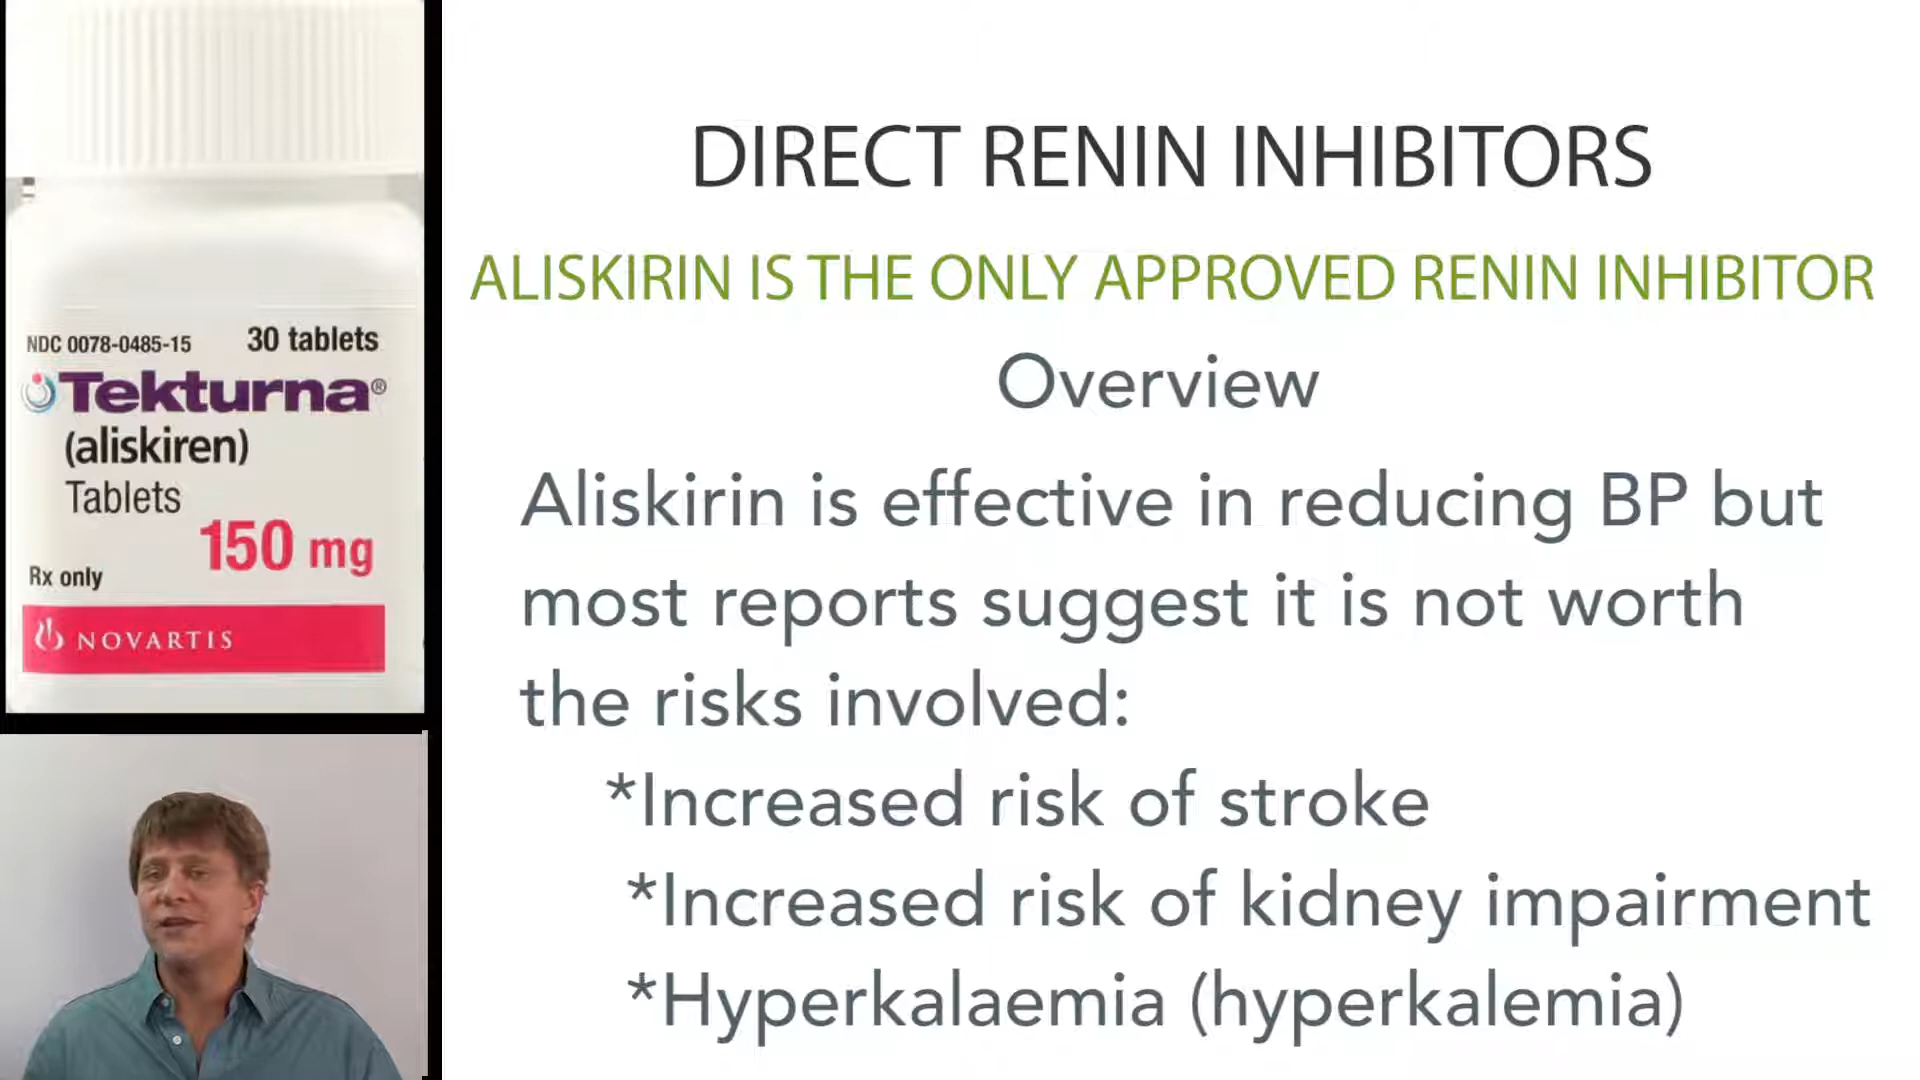 NDC 0078-0485-15 30 tablets
Tekturna®
(aliskiren)
Tablets
150 mg
Rx only
NOVARTIS
DIRECT RENIN INHIBITORS
ALISKIRIN IS THE ONLY APPROVED RENIN INHIBITOR
Overview
Aliskirin is effective in reducing BP but
most reports suggest it is not worth
the risks involved:
*Increased risk of stroke
*Increased risk of kidney impairment
*Hyperkalaemia (hyperkalemia)